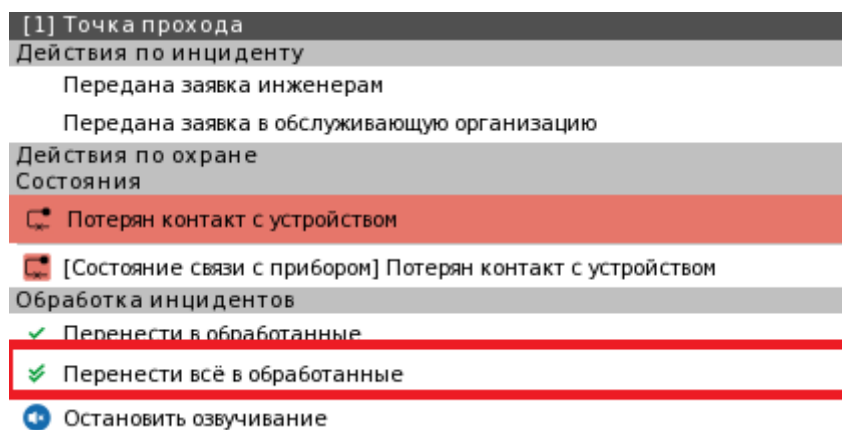 [1] Точка прохода
Действия по инциденту
Передана заявка инженерам
Передана заявка в обслуживающую организацию
Действия по охране
Состояния
Потерян контакт с устройством
[Состояние связи с прибором] Потерян контакт с устройством
Обработка инцидентов
Перенести в обработанные
Перенести всё в обработанные
Остановить озвучивание